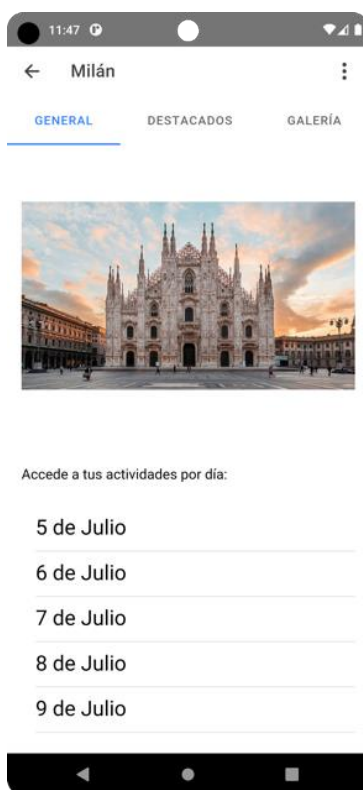 11:47
Milán
GENERAL DESTACADOS GALERÍA
Accede a tus actividades por día:
5 de Julio
6 de Julio
7 de Julio
8 de Julio
9 de Julio